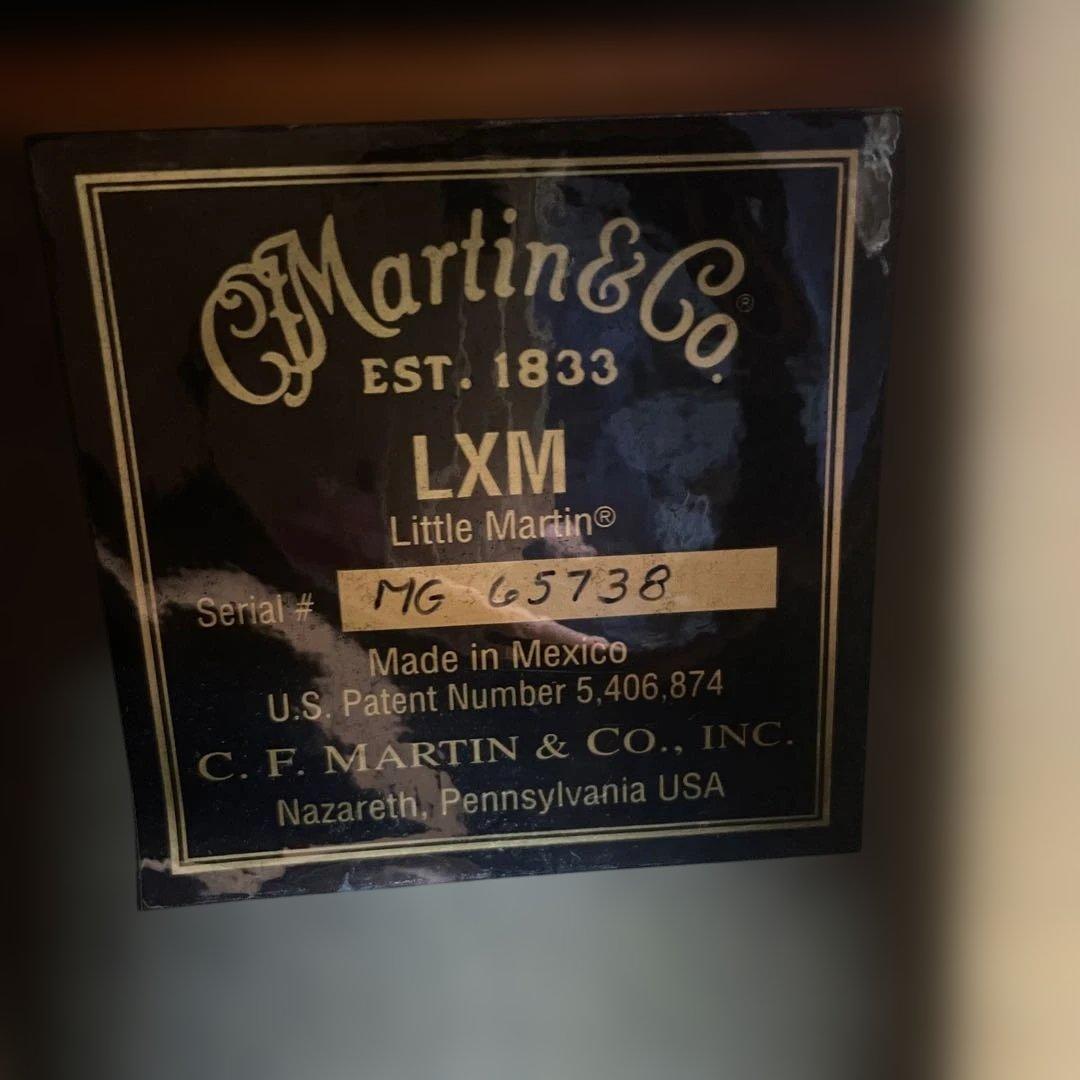 CFMartin & Co.®
EST. 1833
LXM
Little Martin®
Serial # MG 65738
Made in Mexico
U.S. Patent Number 5,406,874
C. F. MARTIN & CO., INC.
Nazareth, Pennsylvania USA